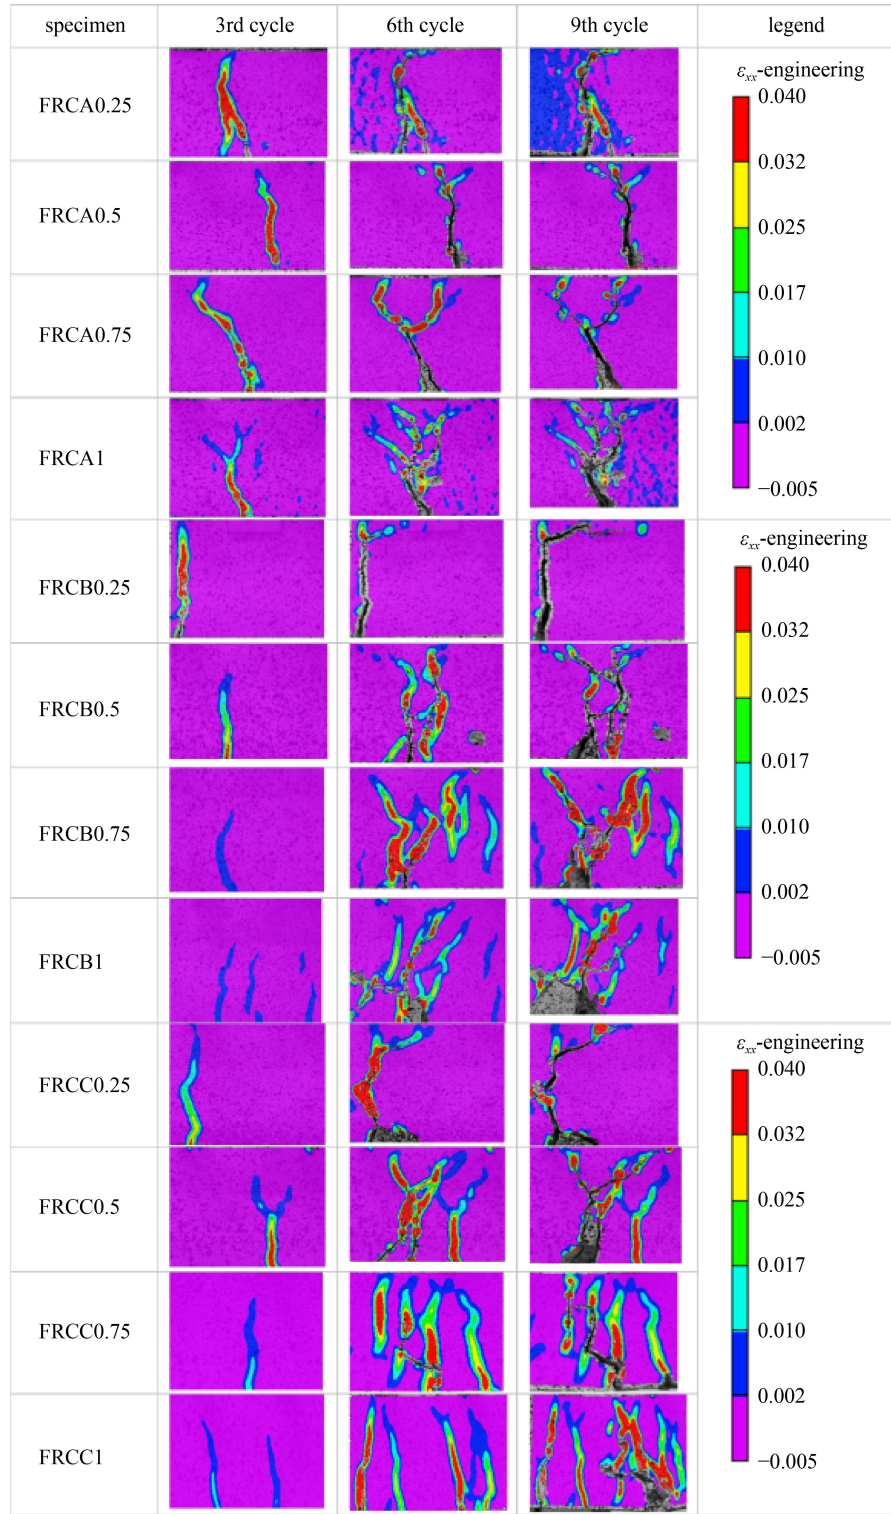 specimen 3rd cycle 6th cycle 9th cycle legend
FRCA0.25
FRCA0.5
FRCA0.75
FRCA1
FRCB0.25
FRCB0.5
FRCB0.75
FRCB1
FRCC0.25
FRCC0.5
FRCC0.75
FRCC1
εxx-engineering
0.040
0.032
0.025
0.017
0.010
0.002
−0.005
εxx-engineering
0.040
0.032
0.025
0.017
0.010
0.002
−0.005
εxx-engineering
0.040
0.032
0.025
0.017
0.010
0.002
−0.005